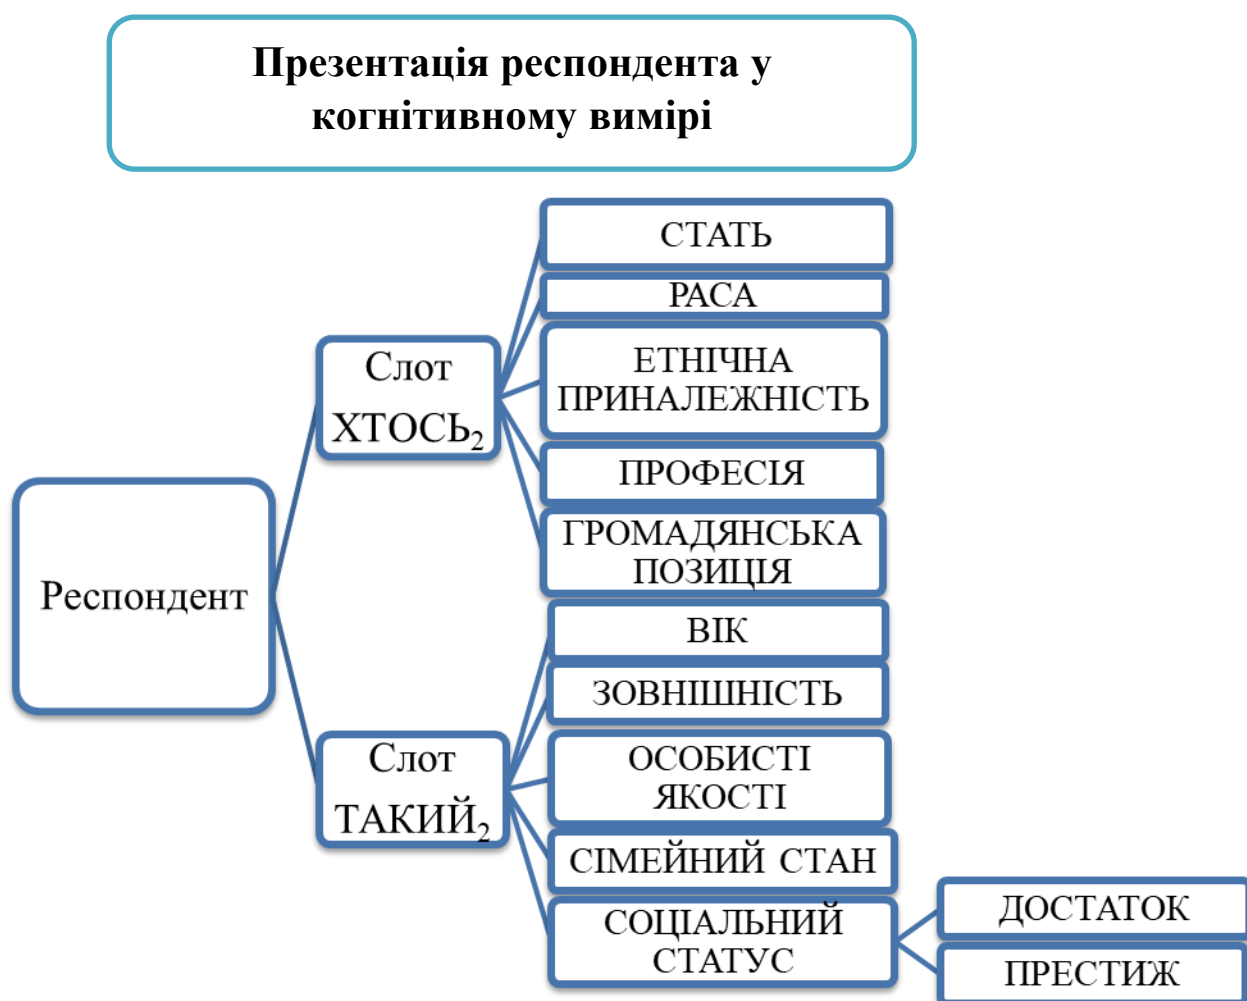 Презентація респондента у
когнітивному вимірі
Респондент
Слот
ХТОСЬ₂
СТАТЬ
РАСА
ЕТНІЧНА
ПРИНАЛЕЖНІСТЬ
ПРОФЕСІЯ
ГРОМАДЯНСЬКА
ПОЗИЦІЯ
Слот
ТАКИЙ₂
ВІК
ЗОВНІШНІСТЬ
ОСОБИСТІ
ЯКОСТІ
СІМЕЙНИЙ СТАН
СОЦІАЛЬНИЙ
СТАТУС
ДОСТАТОК
ПРЕСТИЖ